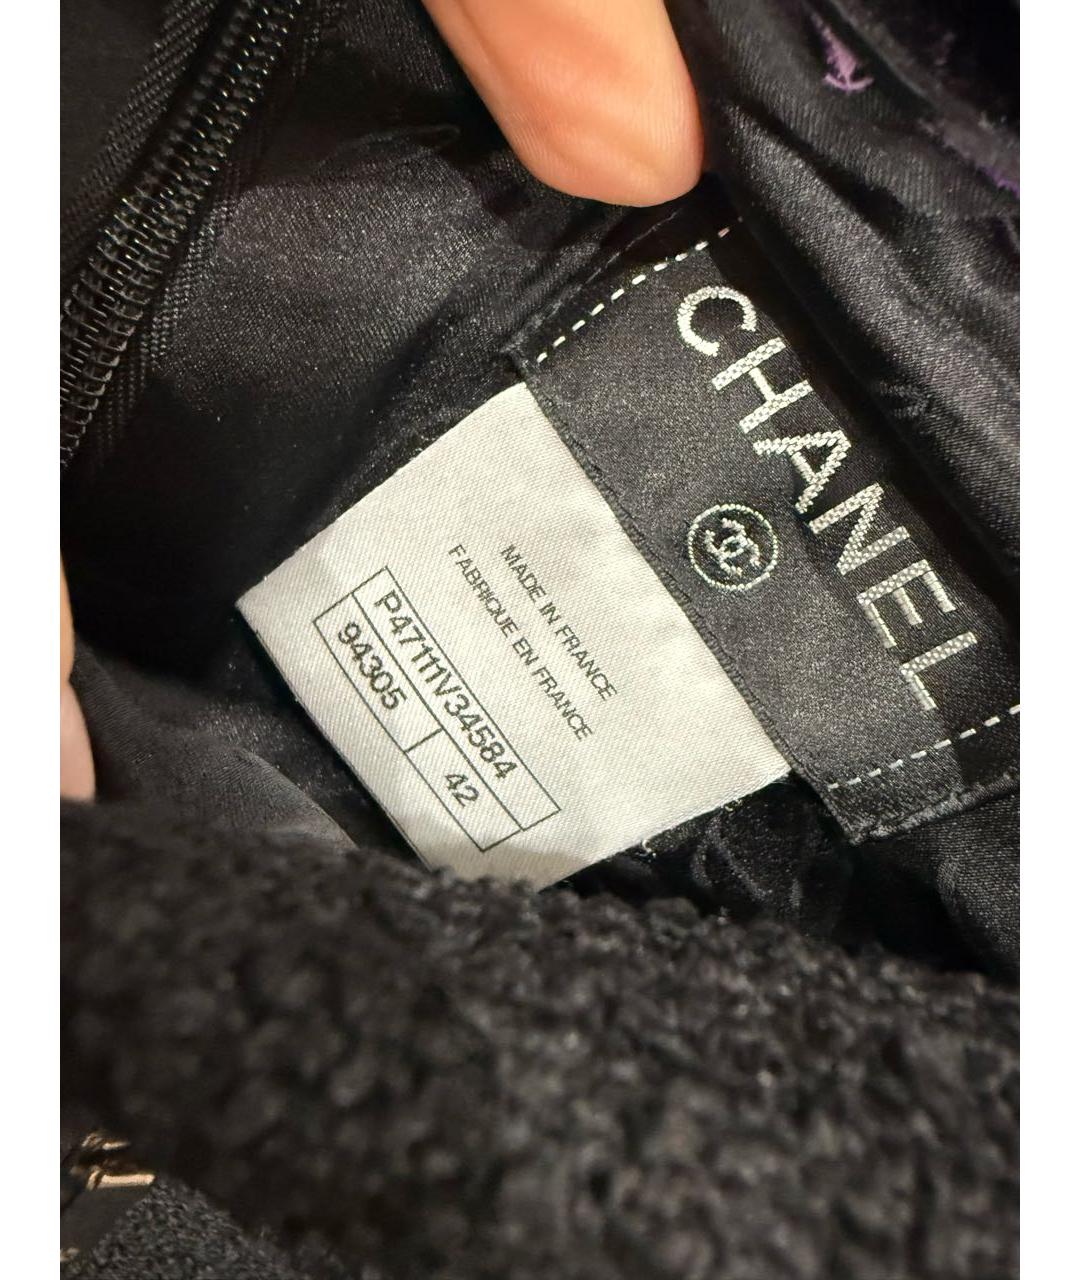 CHANEL
MADE IN FRANCE
FABRIQUE EN FRANCE
P47111V34584
94305 42